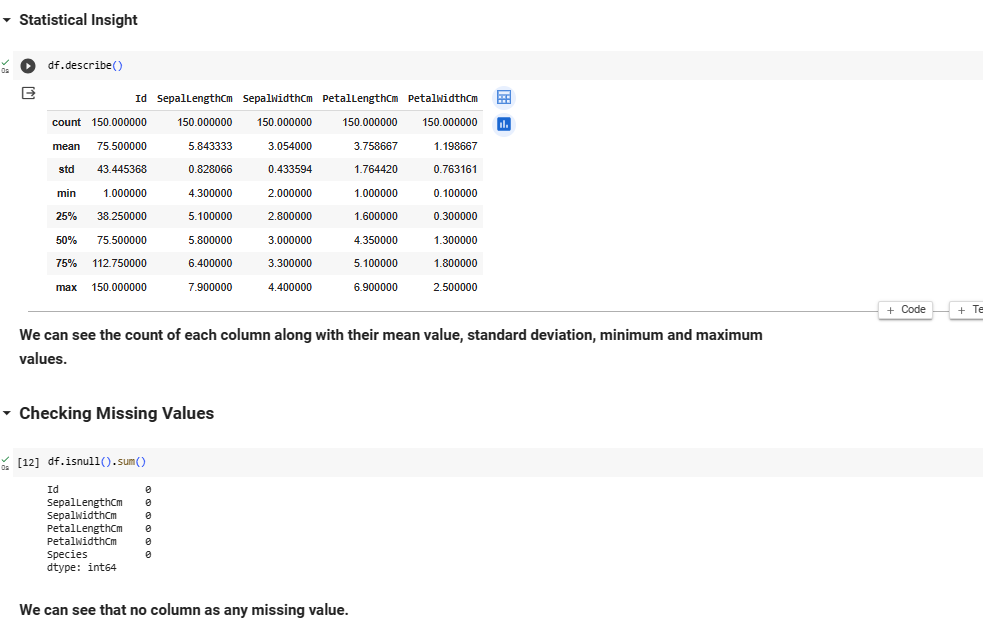 Statistical Insight
0s
df.describe()
Id SepalLengthCm SepalWidthCm PetalLengthCm PetalWidthCm
count 150.000000 150.000000 150.000000 150.000000 150.000000
mean 75.500000 5.843333 3.054000 3.758667 1.198667
std 43.445368 0.828066 0.433594 1.764420 0.763161
min 1.000000 4.300000 2.000000 1.000000 0.100000
25% 38.250000 5.100000 2.800000 1.600000 0.300000
50% 75.500000 5.800000 3.000000 4.350000 1.300000
75% 112.750000 6.400000 3.300000 5.100000 1.800000
max 150.000000 7.900000 4.400000 6.900000 2.500000
+ Code + Te
We can see the count of each column along with their mean value, standard deviation, minimum and maximum
values.
Checking Missing Values
0s
[12] df.isnull().sum()
Id 0
SepalLengthCm 0
SepalWidthCm 0
PetalLengthCm 0
PetalWidthCm 0
Species 0
dtype: int64
We can see that no column as any missing value.